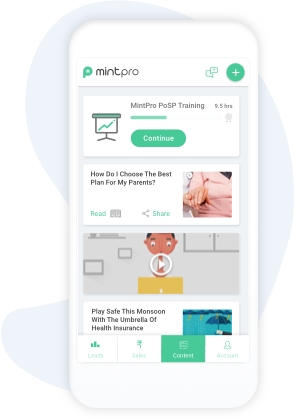 mintpro
MintPro PoSP Training 9.5 hrs
Continue
How Do I Choose The Best
Plan For My Parents?
Read Share
Play Safe This Monsoon
With The Umbrella Of
Health Insurance
Leads Sales Content Account